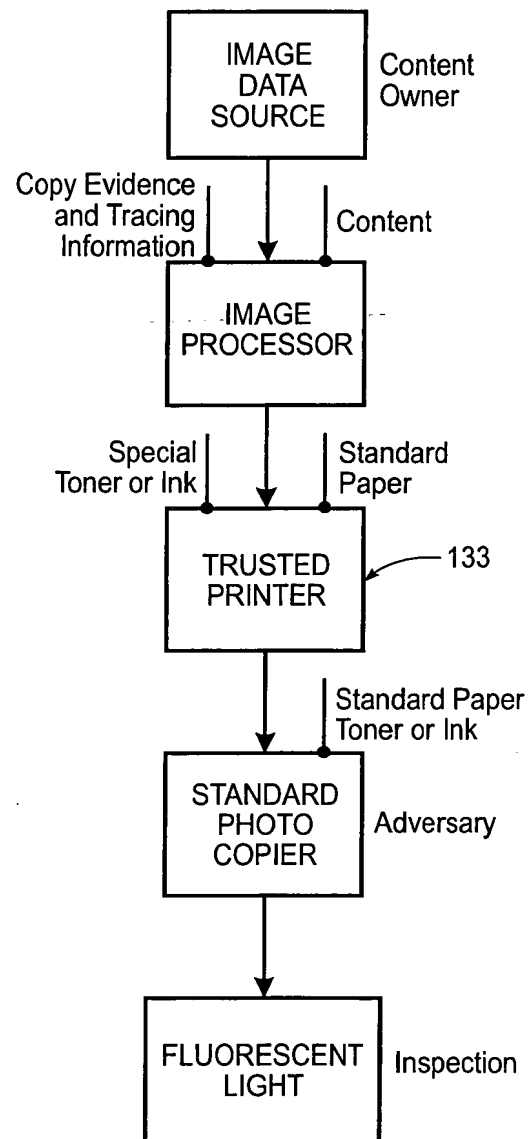 IMAGE
DATA
SOURCE
Content
Owner
Copy Evidence
and Tracing
Information
Content
IMAGE
PROCESSOR
Special
Toner or Ink
Standard
Paper
TRUSTED
PRINTER
133
Standard Paper
Toner or Ink
STANDARD
PHOTO
COPIER
Adversary
FLUORESCENT
LIGHT
Inspection